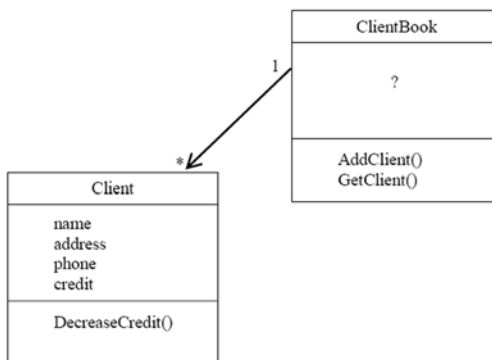 ClientBook
?
AddClient()
GetClient()
1
*
Client
name
address
phone
credit
DecreaseCredit()